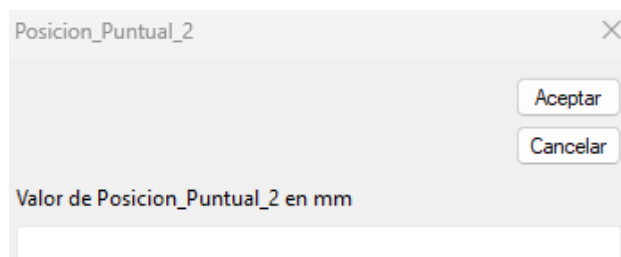 Posicion_Puntual_2
Aceptar
Cancelar
Valor de Posicion_Puntual_2 en mm